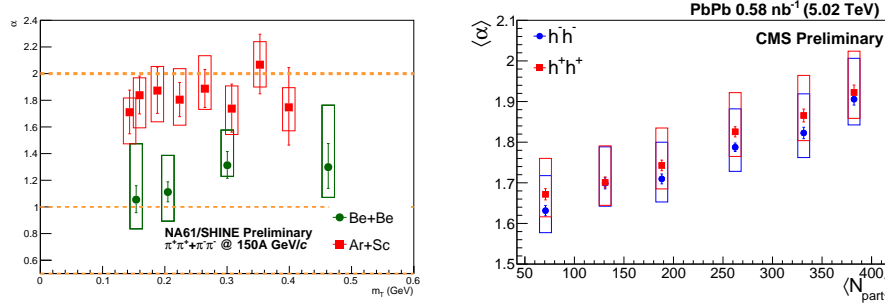 α
2.4
2.2
2
1.8
1.6
1.4
1.2
1
0.8
0.6
0 0.1 0.2 0.3 0.4 0.5 0.6
m_T (GeV)
NA61/SHINE Preliminary
π⁺π⁺+π⁻π⁻ @ 150A GeV/c
Be+Be
Ar+Sc
PbPb 0.58 nb⁻¹ (5.02 TeV)
⟨α⟩
CMS Preliminary
h⁻h⁻
h⁺h⁺
2.1
2
1.9
1.8
1.7
1.6
1.5
50 100 150 200 250 300 350 400
⟨N_part